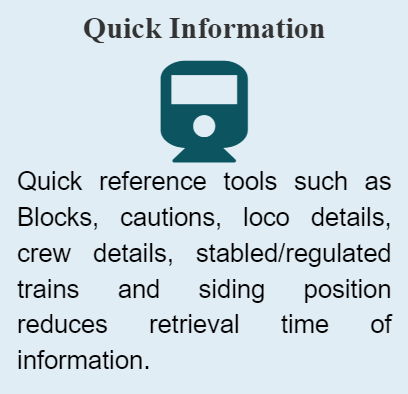 Quick Information
Quick reference tools such as
Blocks, cautions, loco details,
crew details, stabled/regulated
trains and siding position
reduces retrieval time of
information.